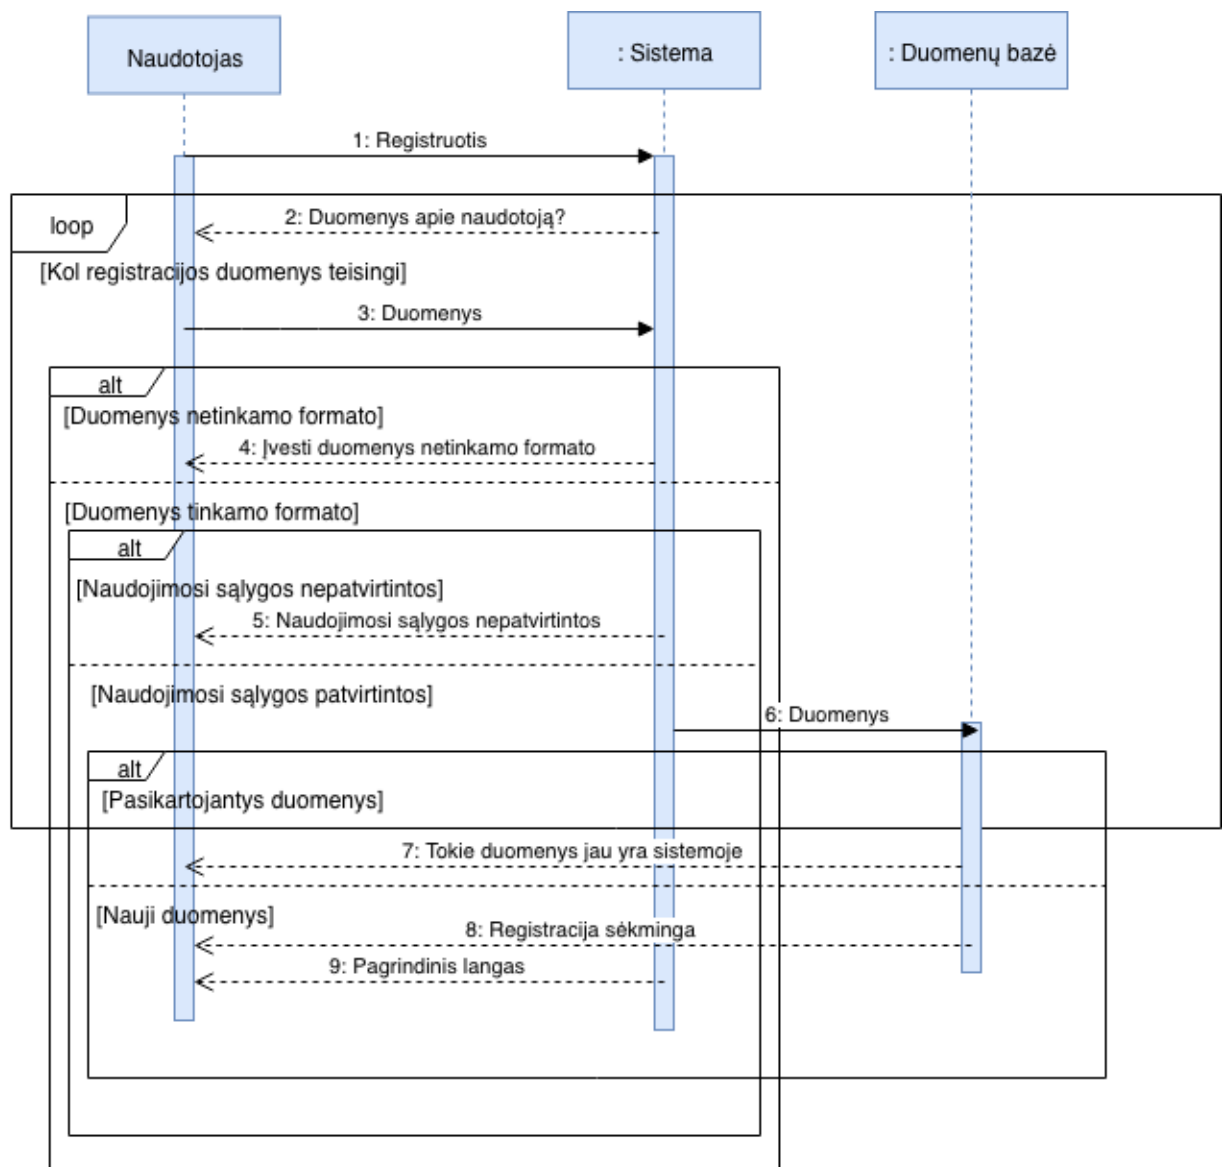 Naudotojas
: Sistema
: Duomenų bazė
1: Registruotis
loop
2: Duomenys apie naudotoją?
[Kol registracijos duomenys teisingi]
3: Duomenys
alt
[Duomenys netinkamo formato]
4: Įvesti duomenys netinkamo formato
[Duomenys tinkamo formato]
alt
[Naudojimosi sąlygos nepatvirtintos]
5: Naudojimosi sąlygos nepatvirtintos
[Naudojimosi sąlygos patvirtintos]
6: Duomenys
alt
[Pasikartojantys duomenys]
7: Tokie duomenys jau yra sistemoje
[Nauji duomenys]
8: Registracija sėkminga
9: Pagrindinis langas